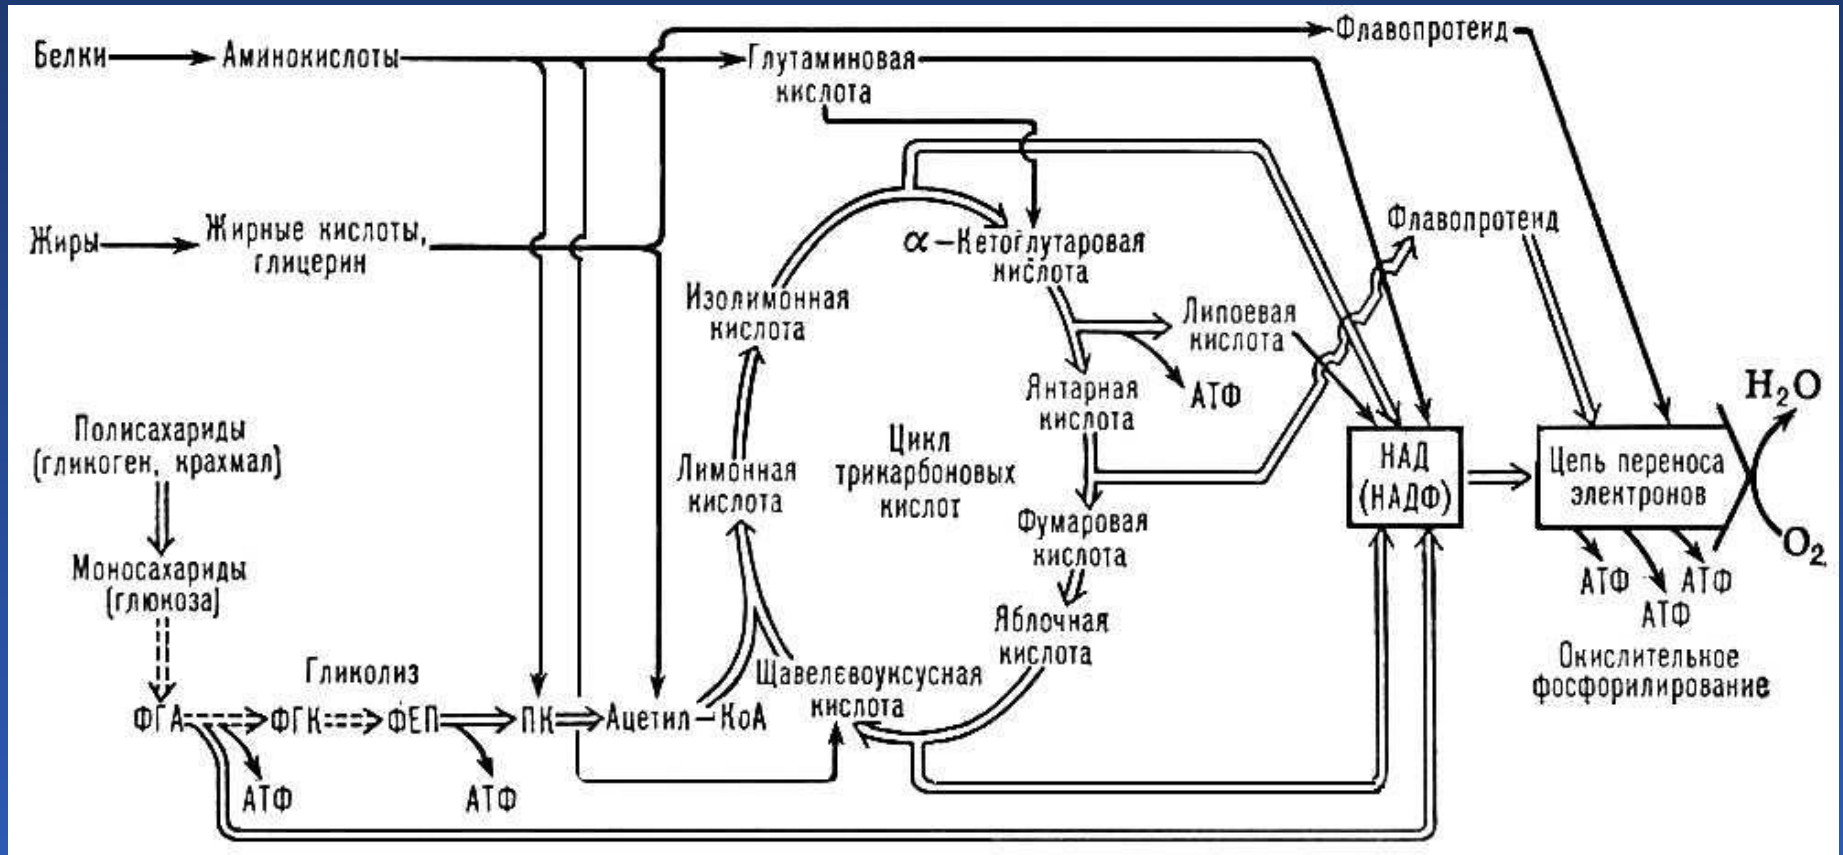 Флавопротеид
Белки
Аминокислоты
Глутаминовая
кислота
Жиры
Жирные кислоты,
глицерин
α-Кетоглутаровая
кислота
Флавопротеид
Изолимонная
кислота
Липоевая
кислота
Янтарная
кислота
АТФ
H₂O
Полисахариды
(гликоген, крахмал)
Лимонная
кислота
Цикл
трикарбоновых
кислот
НАД
(НАДФ)
Цепь переноса
электронов
Фумаровая
кислота
O₂
Моносахариды
(глюкоза)
АТФ
АТФ
АТФ
Яблочная
кислота
Окислительное
фосфорилирование
Гликолиз
Щавелевоуксусная
кислота
ФГА
ФГК
ФЕП
ПК
Ацетил-КоА
АТФ
АТФ